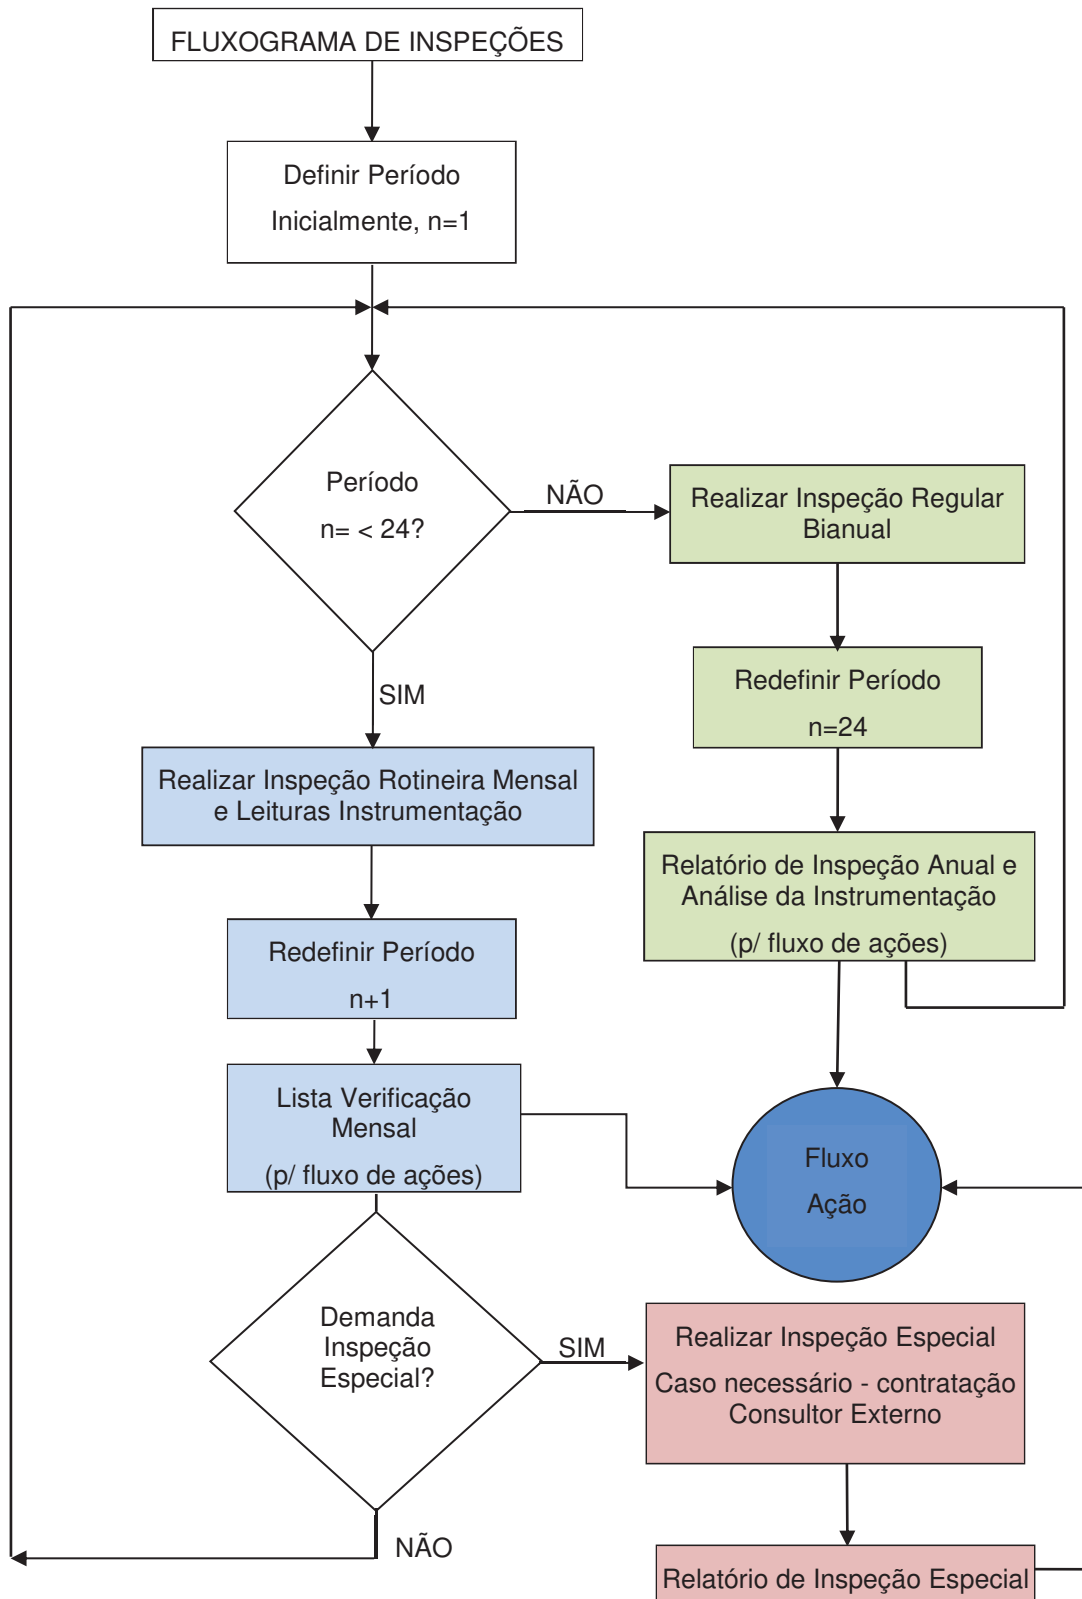 FLUXOGRAMA DE INSPEÇÕES
Definir Período
Inicialmente, n=1
Período
n= < 24?
NÃO
Realizar Inspeção Regular
Bianual
Redefinir Período
n=24
SIM
Realizar Inspeção Rotineira Mensal
e Leituras Instrumentação
Relatório de Inspeção Anual e
Análise da Instrumentação
(p/ fluxo de ações)
Redefinir Período
n+1
Lista Verificação
Mensal
(p/ fluxo de ações)
Fluxo
Ação
Demanda
Inspeção
Especial?
SIM
Realizar Inspeção Especial
Caso necessário - contratação
Consultor Externo
NÃO
Relatório de Inspeção Especial